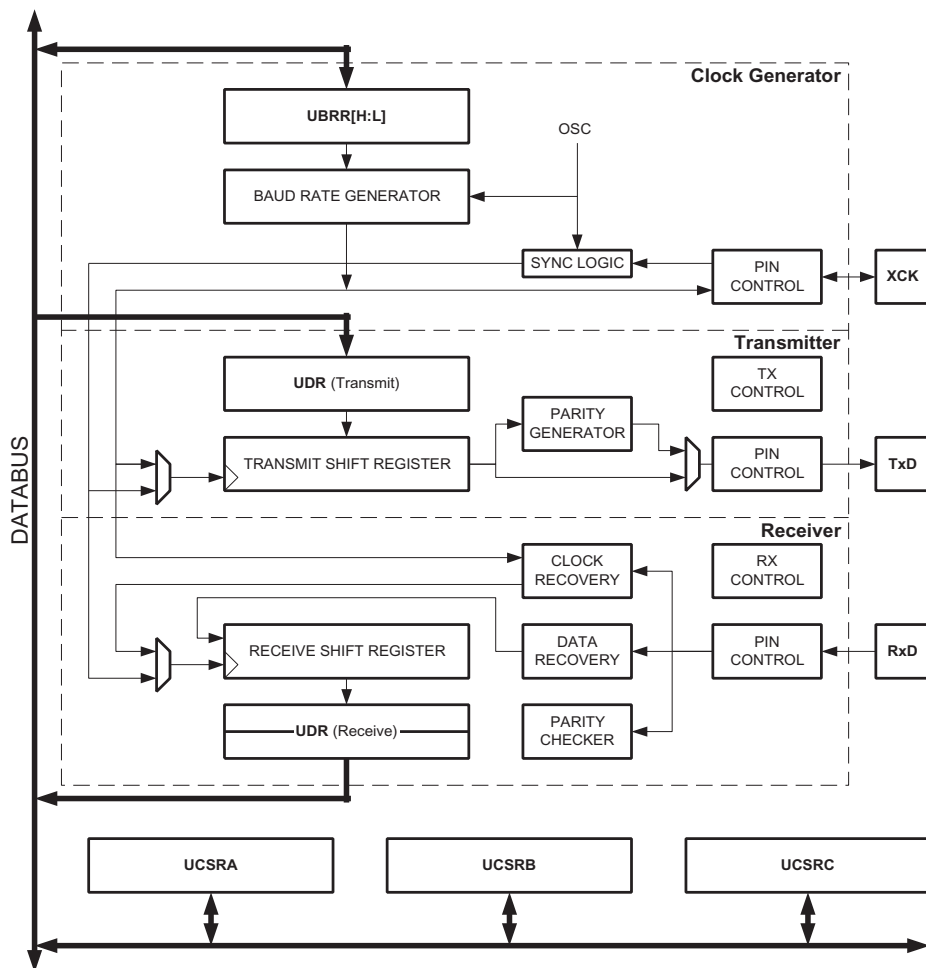 Clock Generator
UBRR[H:L]
OSC
BAUD RATE GENERATOR
SYNC LOGIC
PIN
CONTROL
XCK
Transmitter
UDR (Transmit)
TX
CONTROL
PARITY
GENERATOR
TRANSMIT SHIFT REGISTER
PIN
CONTROL
TxD
DATABUS
Receiver
CLOCK
RECOVERY
RX
CONTROL
RECEIVE SHIFT REGISTER
DATA
RECOVERY
PIN
CONTROL
RxD
UDR (Receive)
PARITY
CHECKER
UCSRA
UCSRB
UCSRC